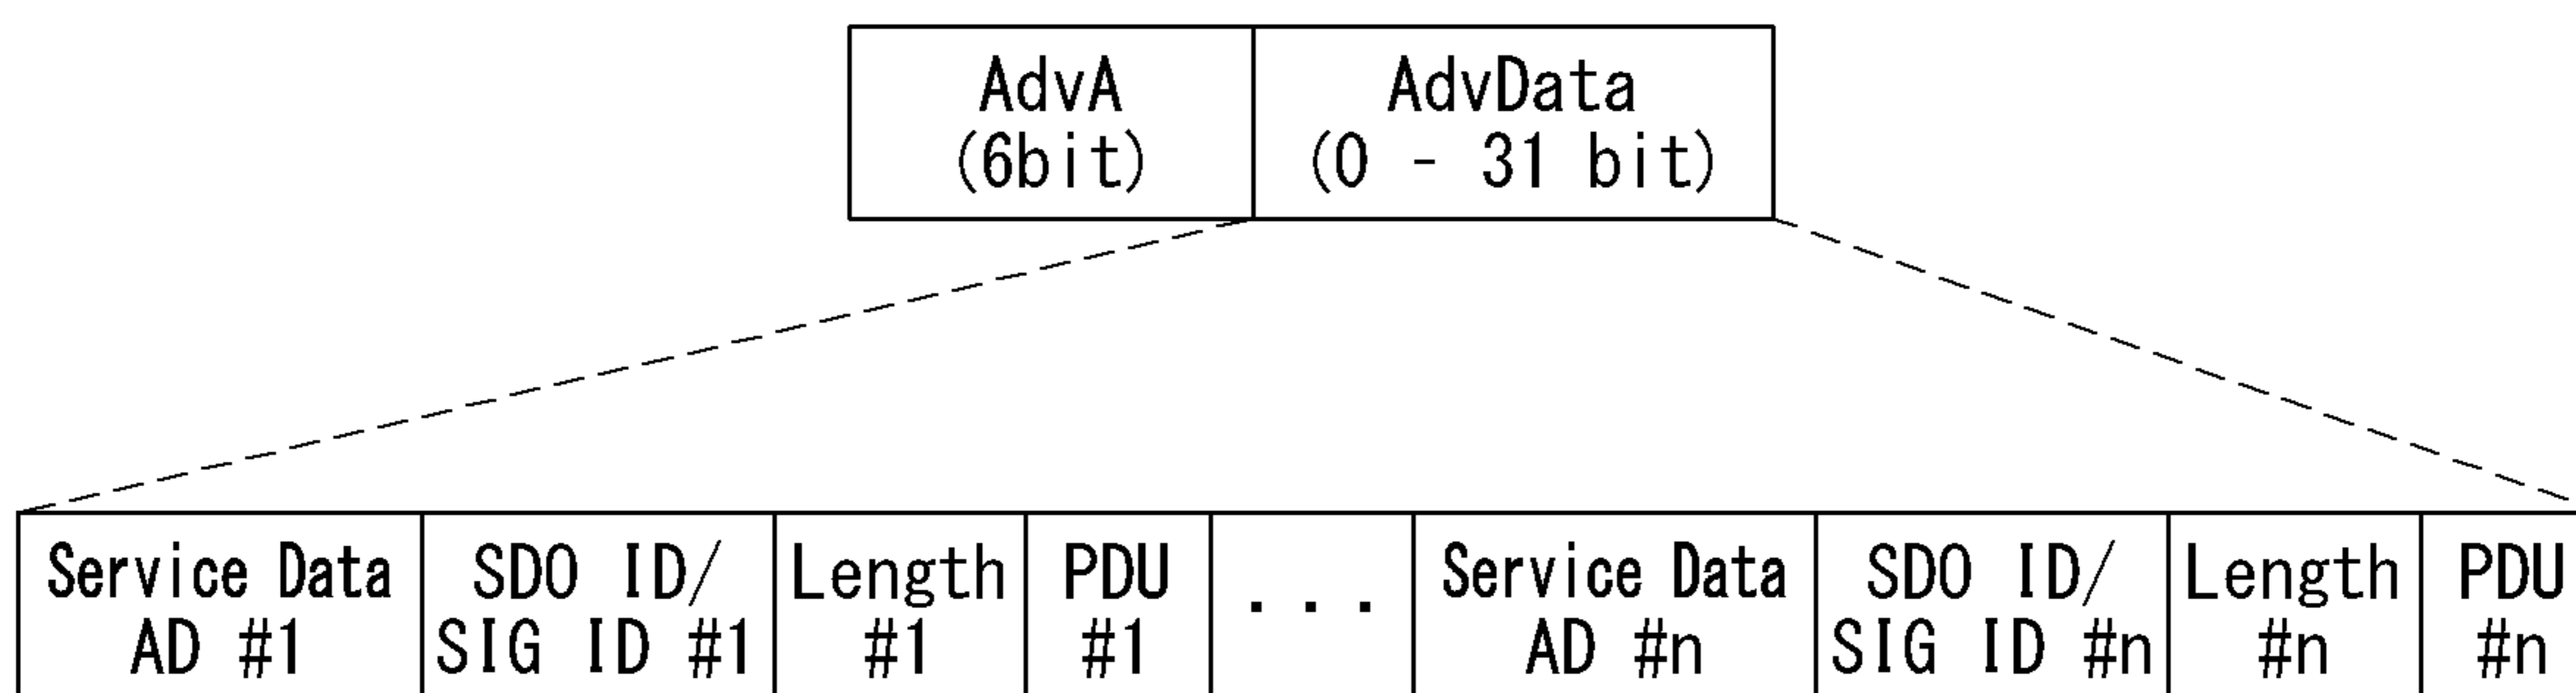 AdvA
(6bit)
AdvData
(0 - 31 bit)
Service Data
AD #1
SDO ID/
SIG ID #1
Length
#1
PDU
#1
...
Service Data
AD #n
SDO ID/
SIG ID #n
Length
#n
PDU
#n